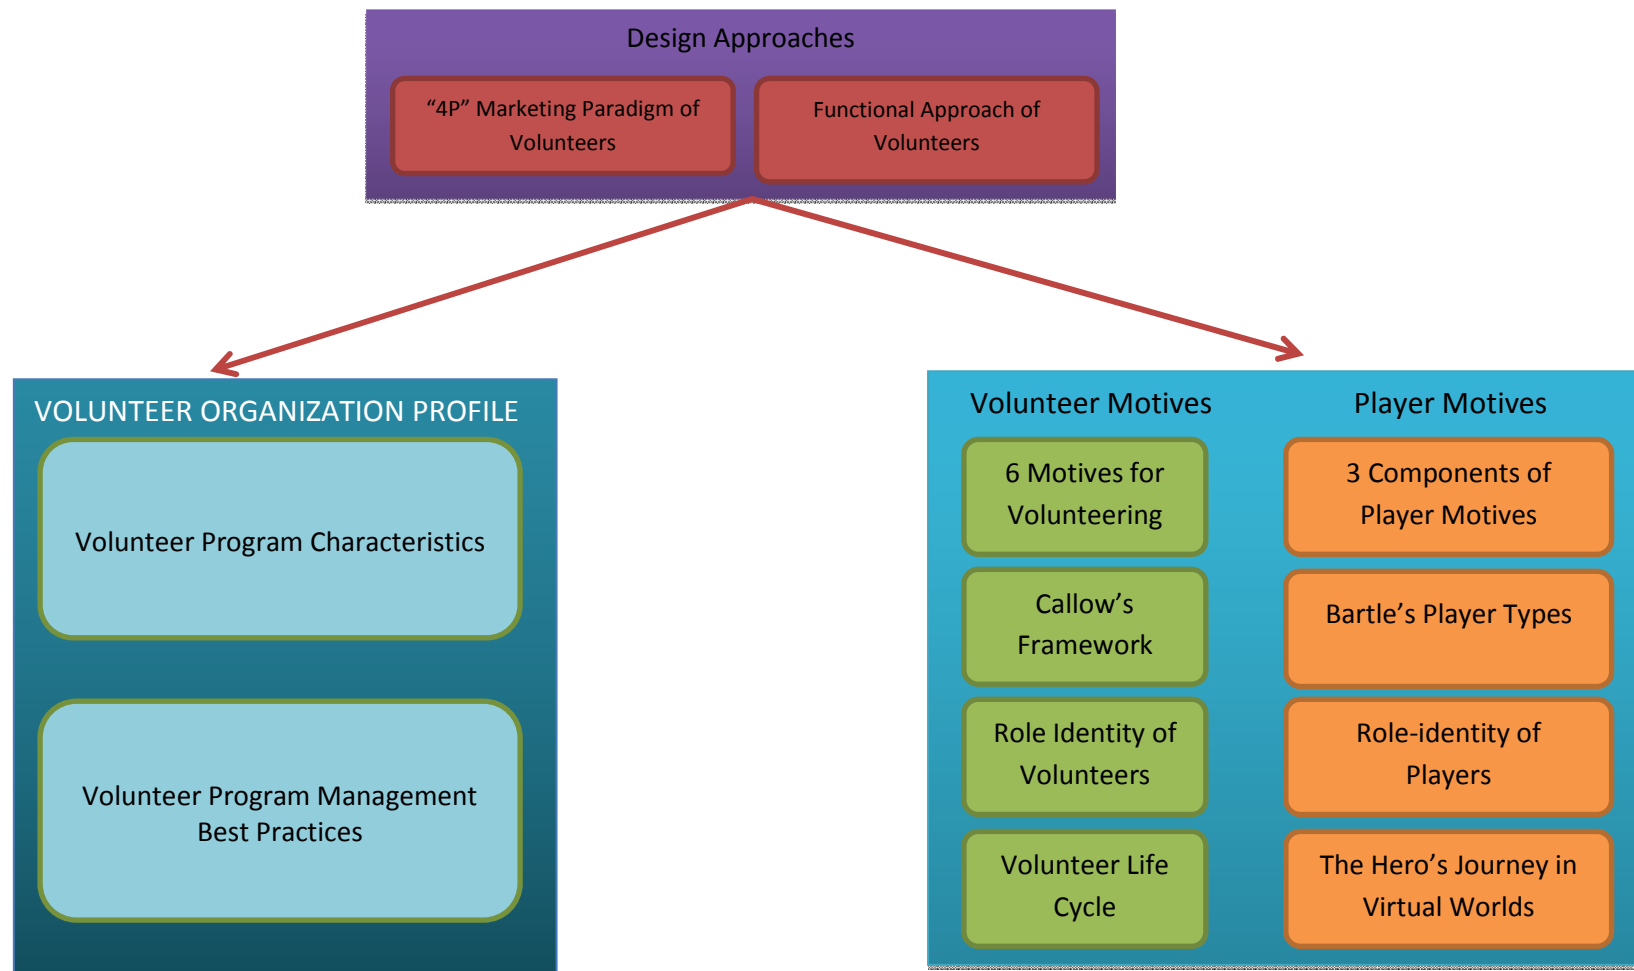 Design Approaches
“4P” Marketing Paradigm of
Volunteers
Functional Approach of
Volunteers
VOLUNTEER ORGANIZATION PROFILE
Volunteer Program Characteristics
Volunteer Program Management
Best Practices
Volunteer Motives
6 Motives for
Volunteering
Callow’s
Framework
Role Identity of
Volunteers
Volunteer Life
Cycle
Player Motives
3 Components of
Player Motives
Bartle’s Player Types
Role-identity of
Players
The Hero’s Journey in
Virtual Worlds